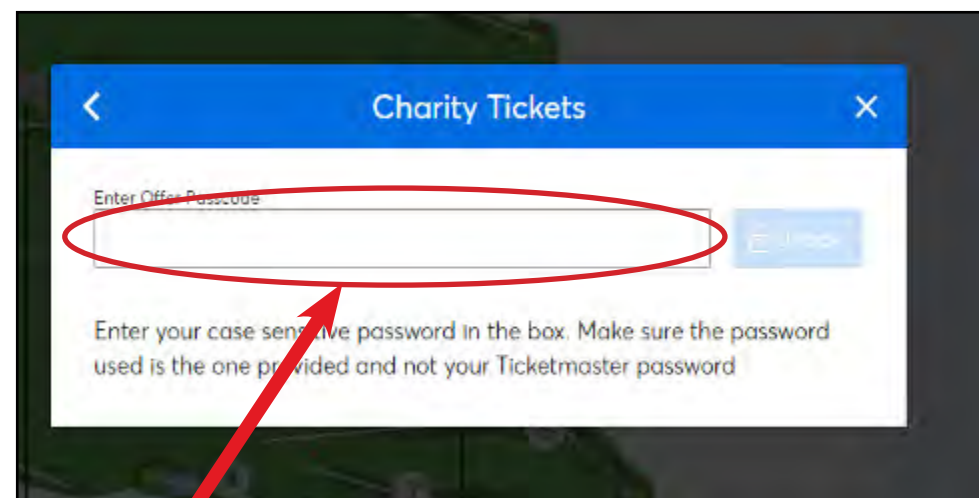 Charity Tickets
Enter Offer Passcode
Enter your case sensitive password in the box. Make sure the password
used is the one provided and not your Ticketmaster password